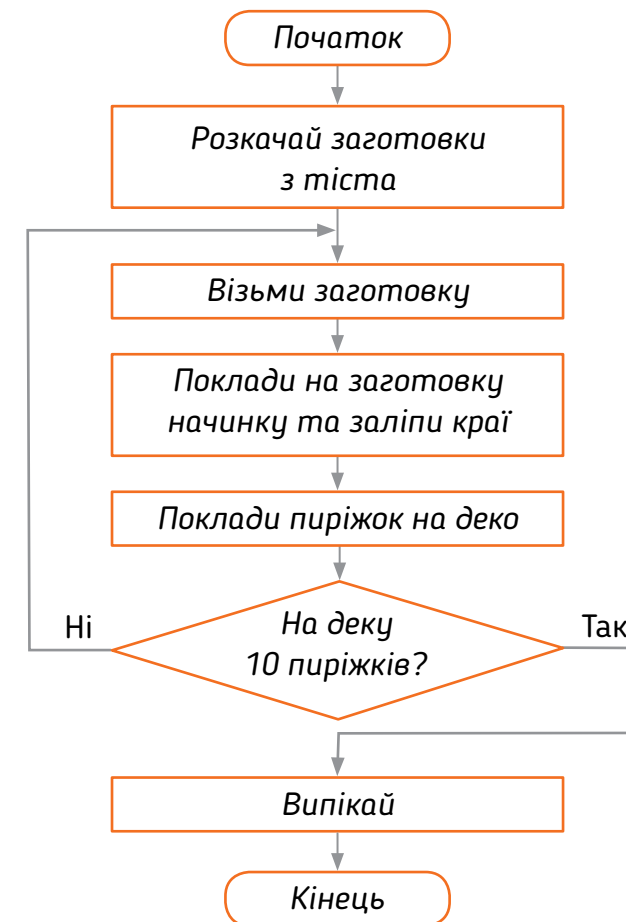 Початок
Розкачай заготовки
з тіста
Візьми заготовку
Поклади на заготовку
начинку та заліпи краї
Поклади пиріжок на деко
Ні
На деку
10 пиріжків?
Так
Випікай
Кінець